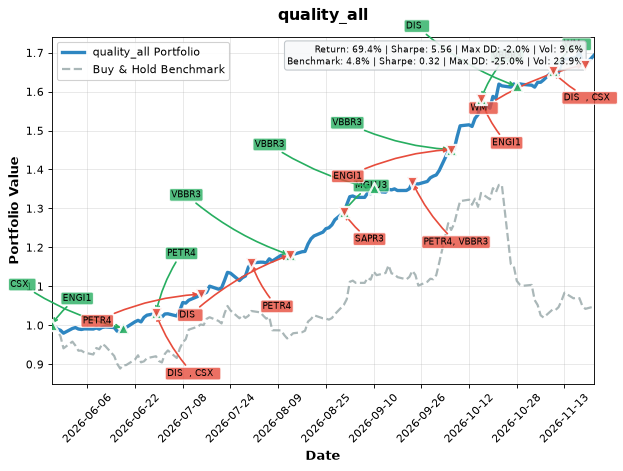 quality_all
DIS
Return: 69.4% | Sharpe: 5.56 | Max DD: -2.0% | Vol: 9.6%
Benchmark: 4.8% | Sharpe: 0.32 | Max DD: -25.0% | Vol: 23.9%
quality_all Portfolio
Buy & Hold Benchmark
1.7
1.6
1.5
1.4
1.3
1.2
1.1
1.0
0.9
Portfolio Value
DIS , CSX
WM
VBBR3
ENGI1
VBBR3
ENGI1
VBBR3
SAPR3
PETR4, VBBR3
PETR4
CSX
ENGI1
PETR4
DIS
PETR4
DIS , CSX
2026-06-06
2026-06-22
2026-07-08
2026-07-24
2026-08-09
2026-08-25
2026-09-10
2026-09-26
2026-10-12
2026-10-28
2026-11-13
Date